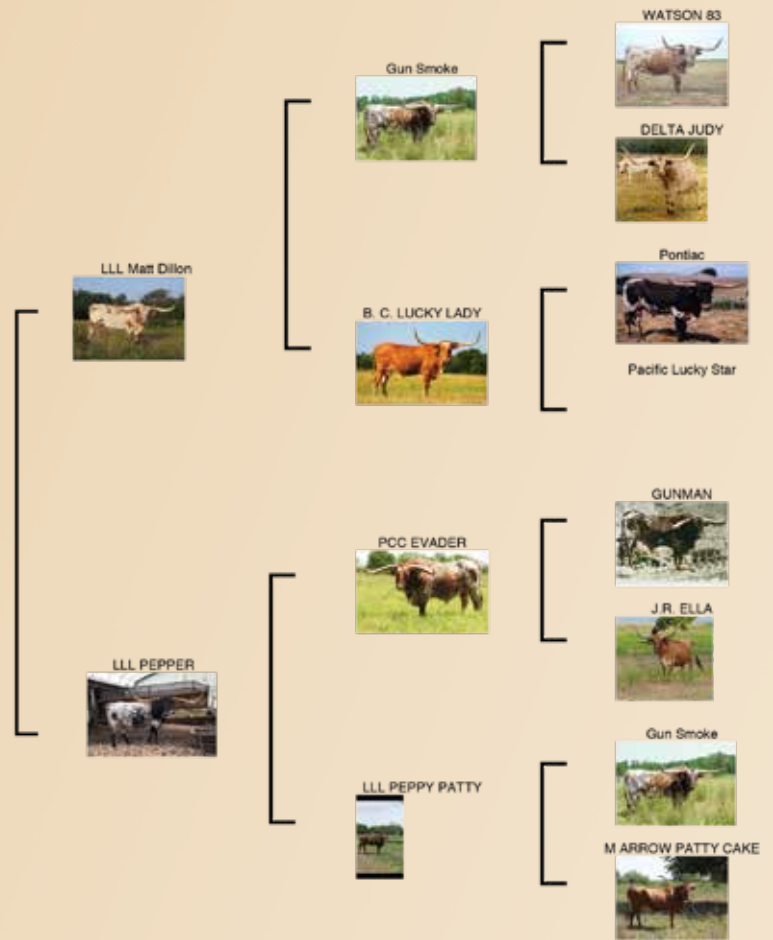 WATSON 83
Gun Smoke
DELTA JUDY
LLL Matt Dillon
Pontiac
B. C. LUCKY LADY
Pacific Lucky Star
GUNMAN
PCC EVADER
J.R. ELLA
LLL PEPPER
Gun Smoke
LLL PEPPY PATTY
M ARROW PATTY CAKE